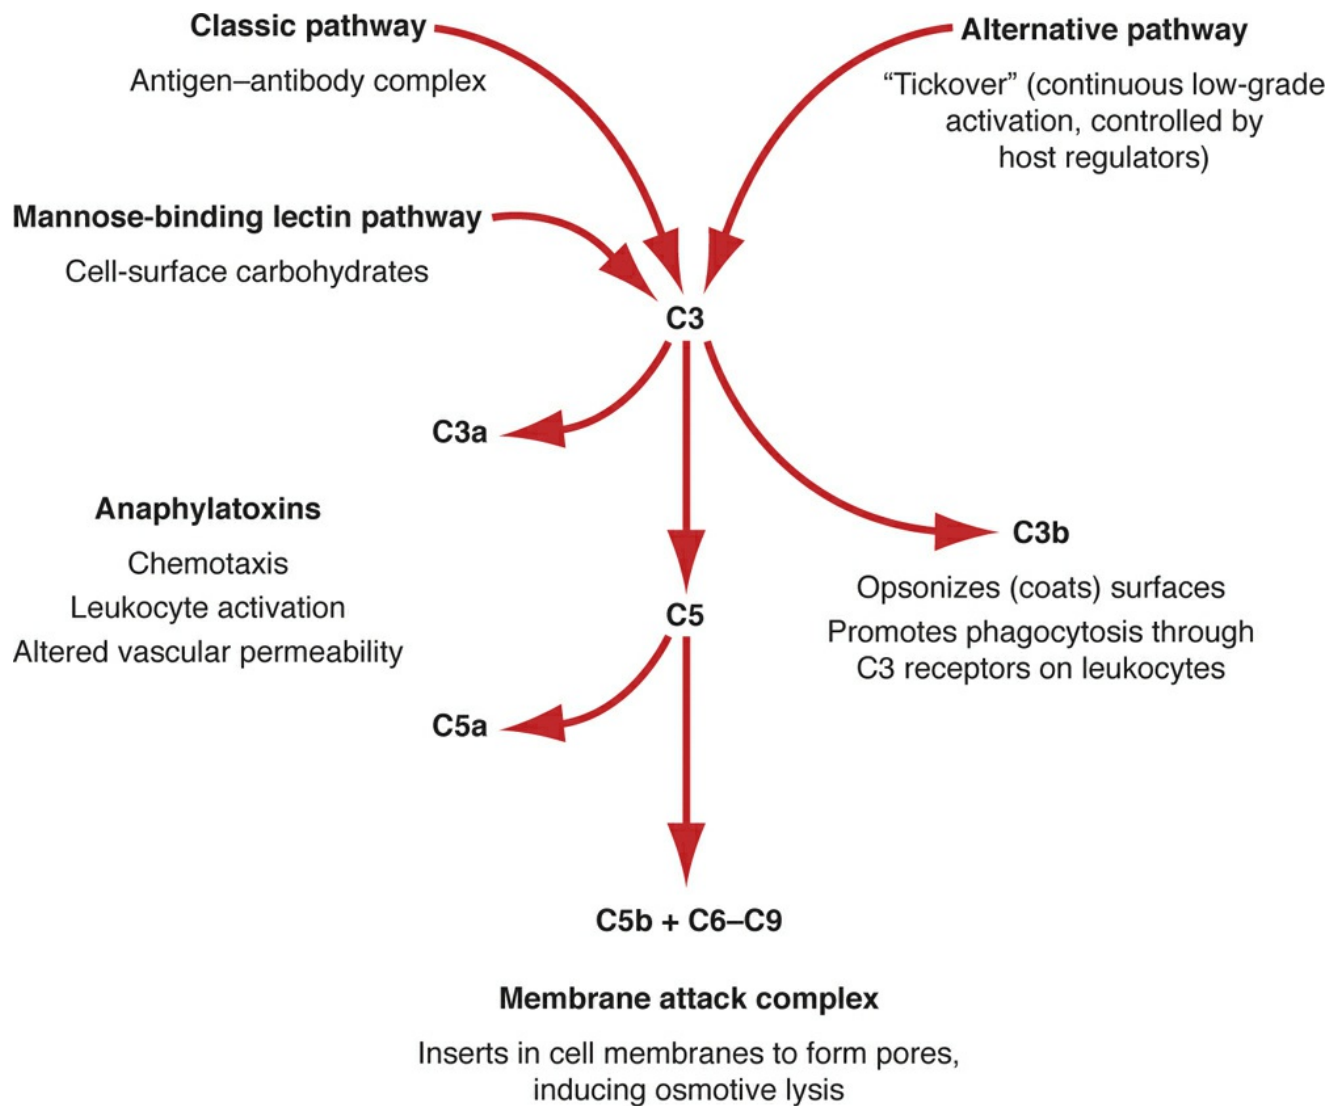 Classic pathway
Antigen–antibody complex
Alternative pathway
“Tickover” (continuous low-grade
activation, controlled by
host regulators)
Mannose-binding lectin pathway
Cell-surface carbohydrates
C3
C3a
Anaphylatoxins
Chemotaxis
Leukocyte activation
Altered vascular permeability
C3b
Opsonizes (coats) surfaces
Promotes phagocytosis through
C3 receptors on leukocytes
C5
C5a
C5b + C6–C9
Membrane attack complex
Inserts in cell membranes to form pores,
inducing osmotive lysis